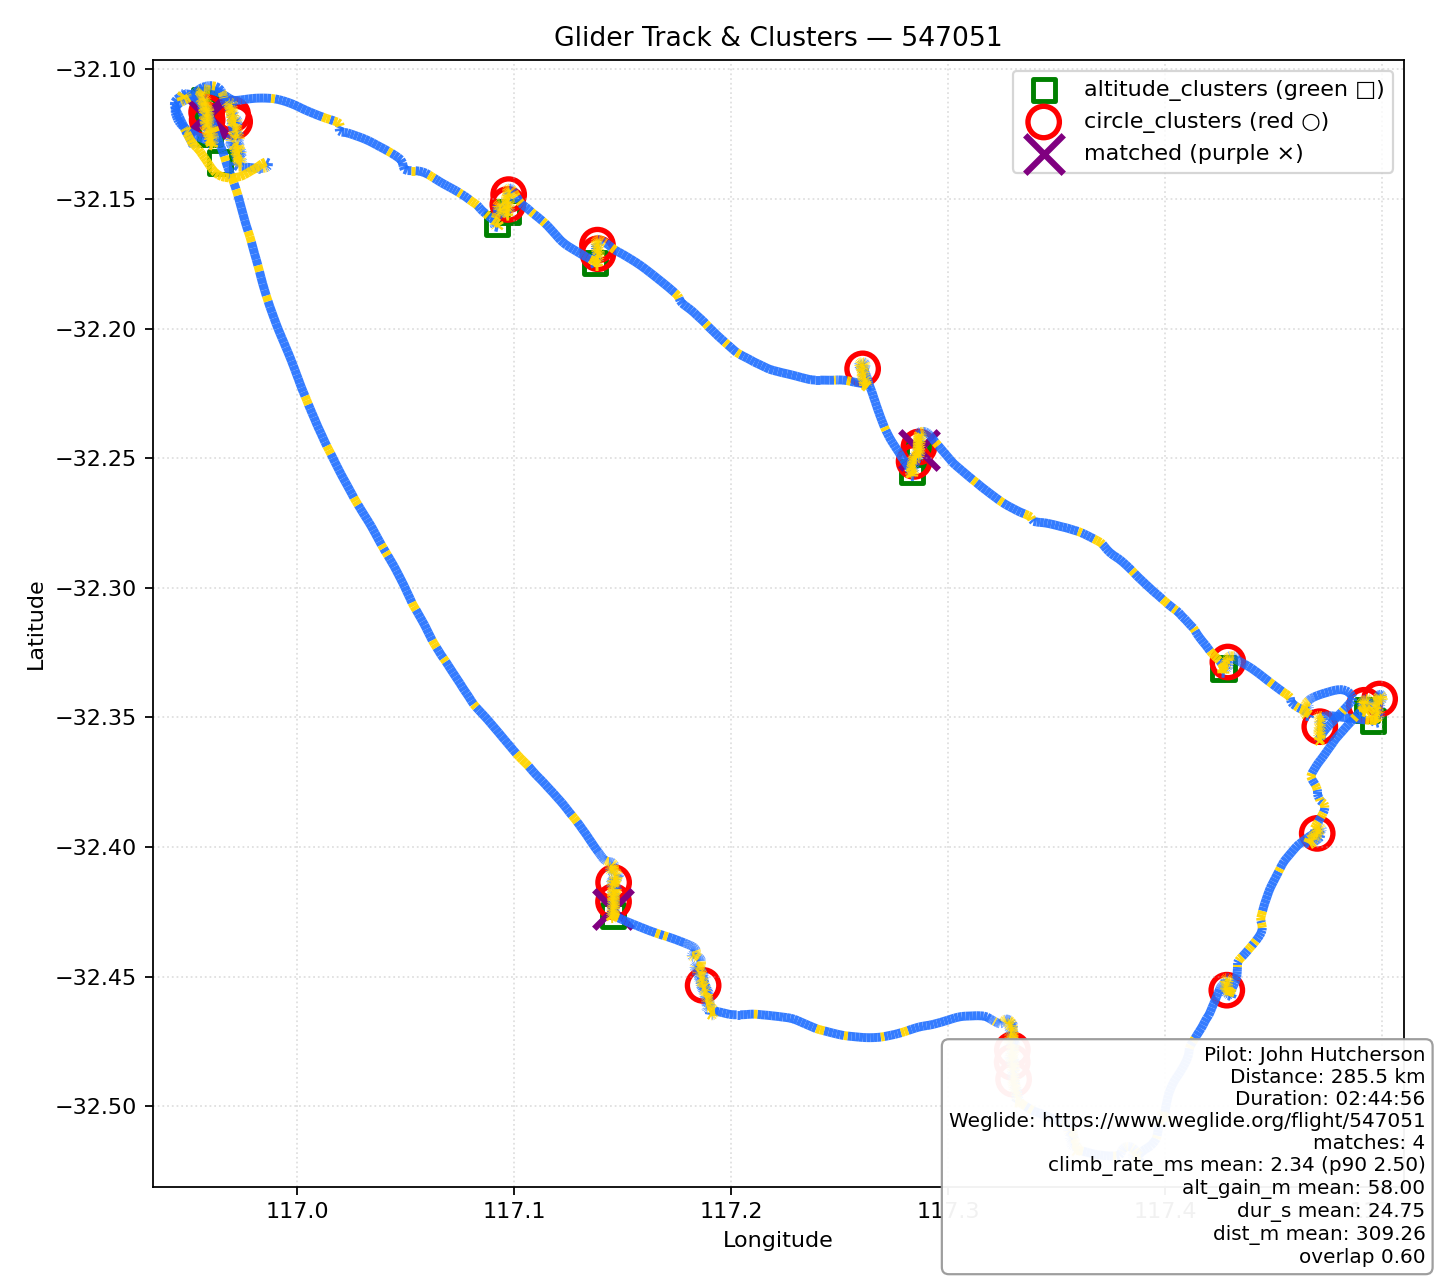 Glider Track & Clusters — 547051
altitude_clusters (green □)
circle_clusters (red ○)
matched (purple ×)
−32.10
−32.15
−32.20
−32.25
−32.30
−32.35
−32.40
−32.45
−32.50
Latitude
117.0
117.1
117.2
117.3
117.4
Longitude
Pilot: John Hutcherson
Distance: 285.5 km
Duration: 02:44:56
Weglide: https://www.weglide.org/flight/547051
matches: 4
climb_rate_ms mean: 2.34 (p90 2.50)
alt_gain_m mean: 58.00
dur_s mean: 24.75
dist_m mean: 309.26
overlap 0.60